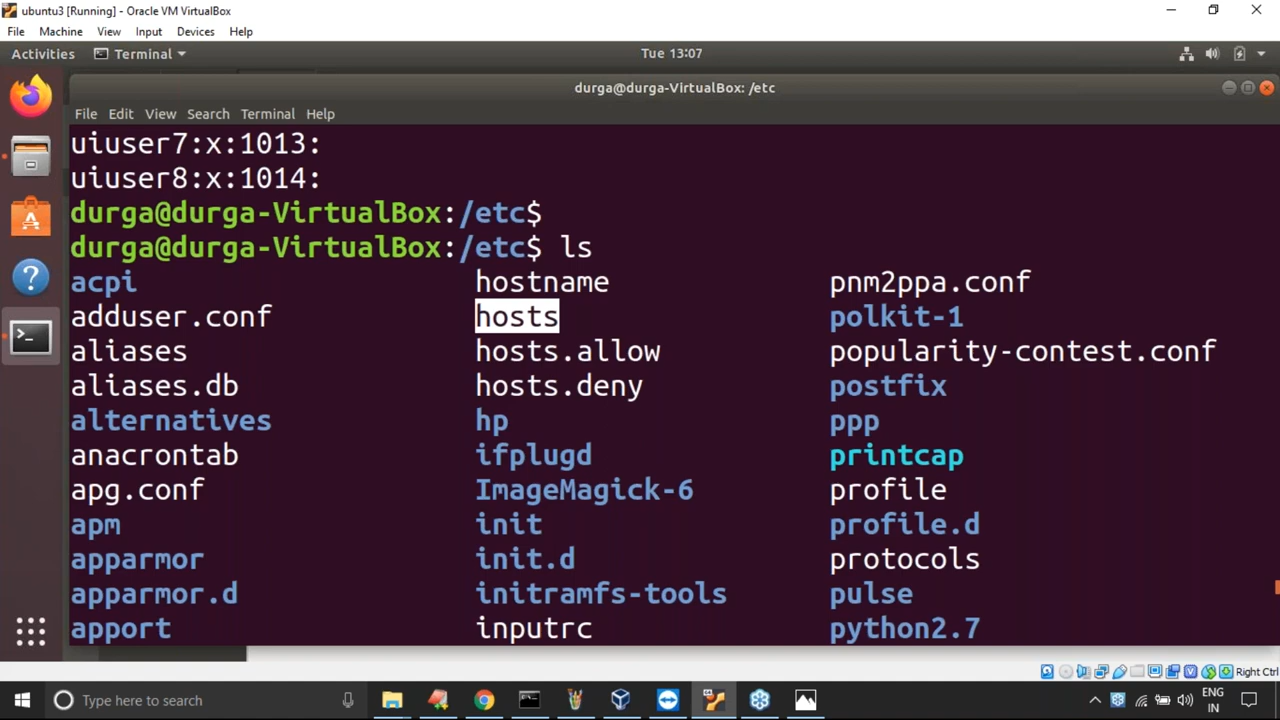 ubuntu3 [Running] - Oracle VM VirtualBox
File Machine View Input Devices Help
Activities Terminal Tue 13:07
durga@durga-VirtualBox: /etc
File Edit View Search Terminal Help
uiuser7:x:1013:
uiuser8:x:1014:
durga@durga-VirtualBox:/etc$
durga@durga-VirtualBox:/etc$ ls
acpi hostname pnm2ppa.conf
adduser.conf hosts polkit-1
aliases hosts.allow popularity-contest.conf
aliases.db hosts.deny postfix
alternatives hp ppp
anacrontab ifplugd printcap
apg.conf ImageMagick-6 profile
apm init profile.d
apparmor init.d protocols
apparmor.d initramfs-tools pulse
apport inputrc python2.7
Right Ctrl
Type here to search
ENG
IN